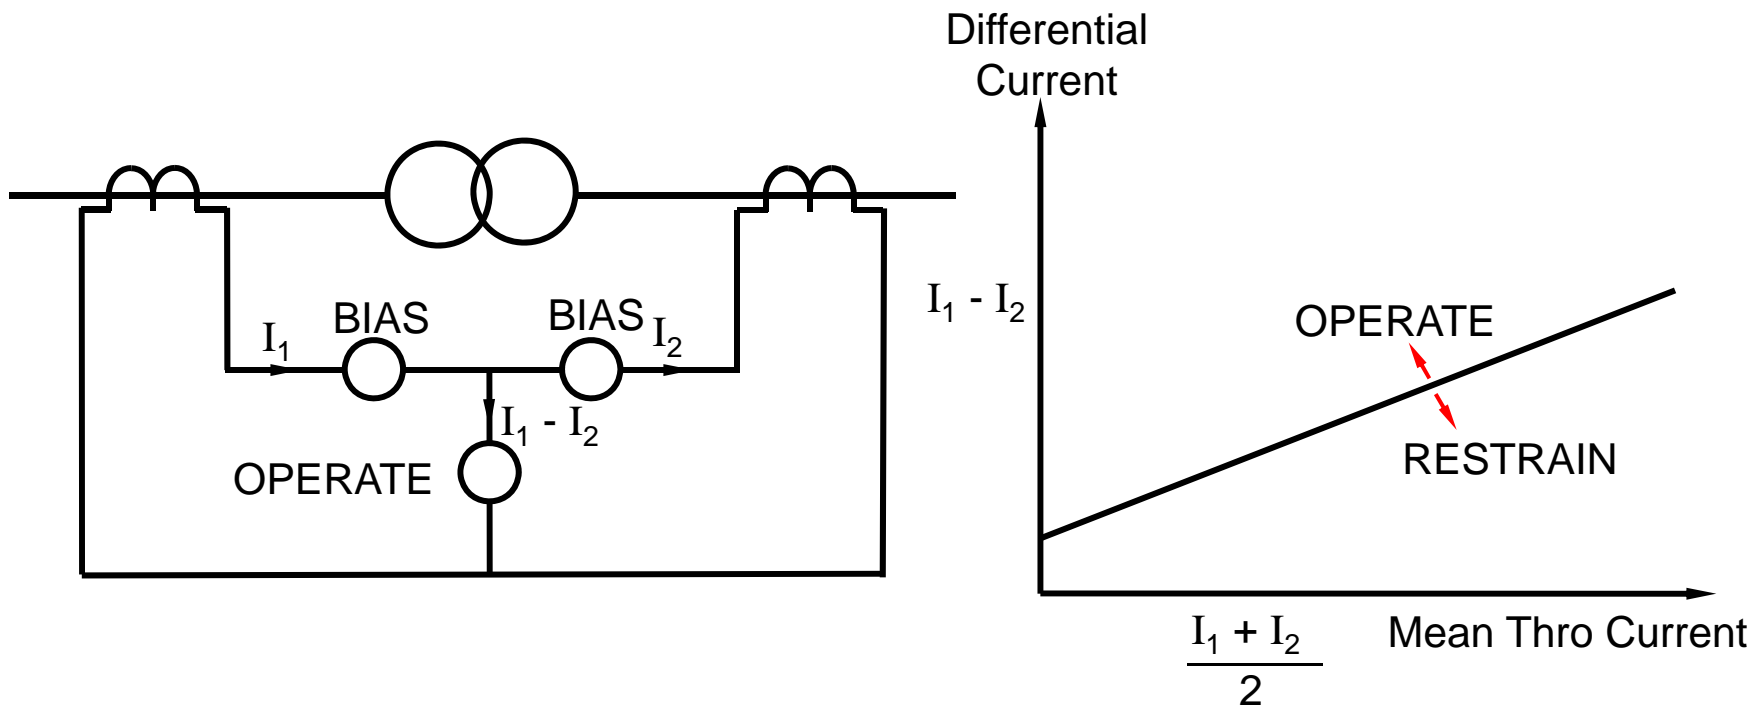 Differential
Current
BIAS
BIAS
I₁
I₂
I₁ - I₂
OPERATE
I₁ - I₂
OPERATE
RESTRAIN
I₁ + I₂
2
Mean Thro Current